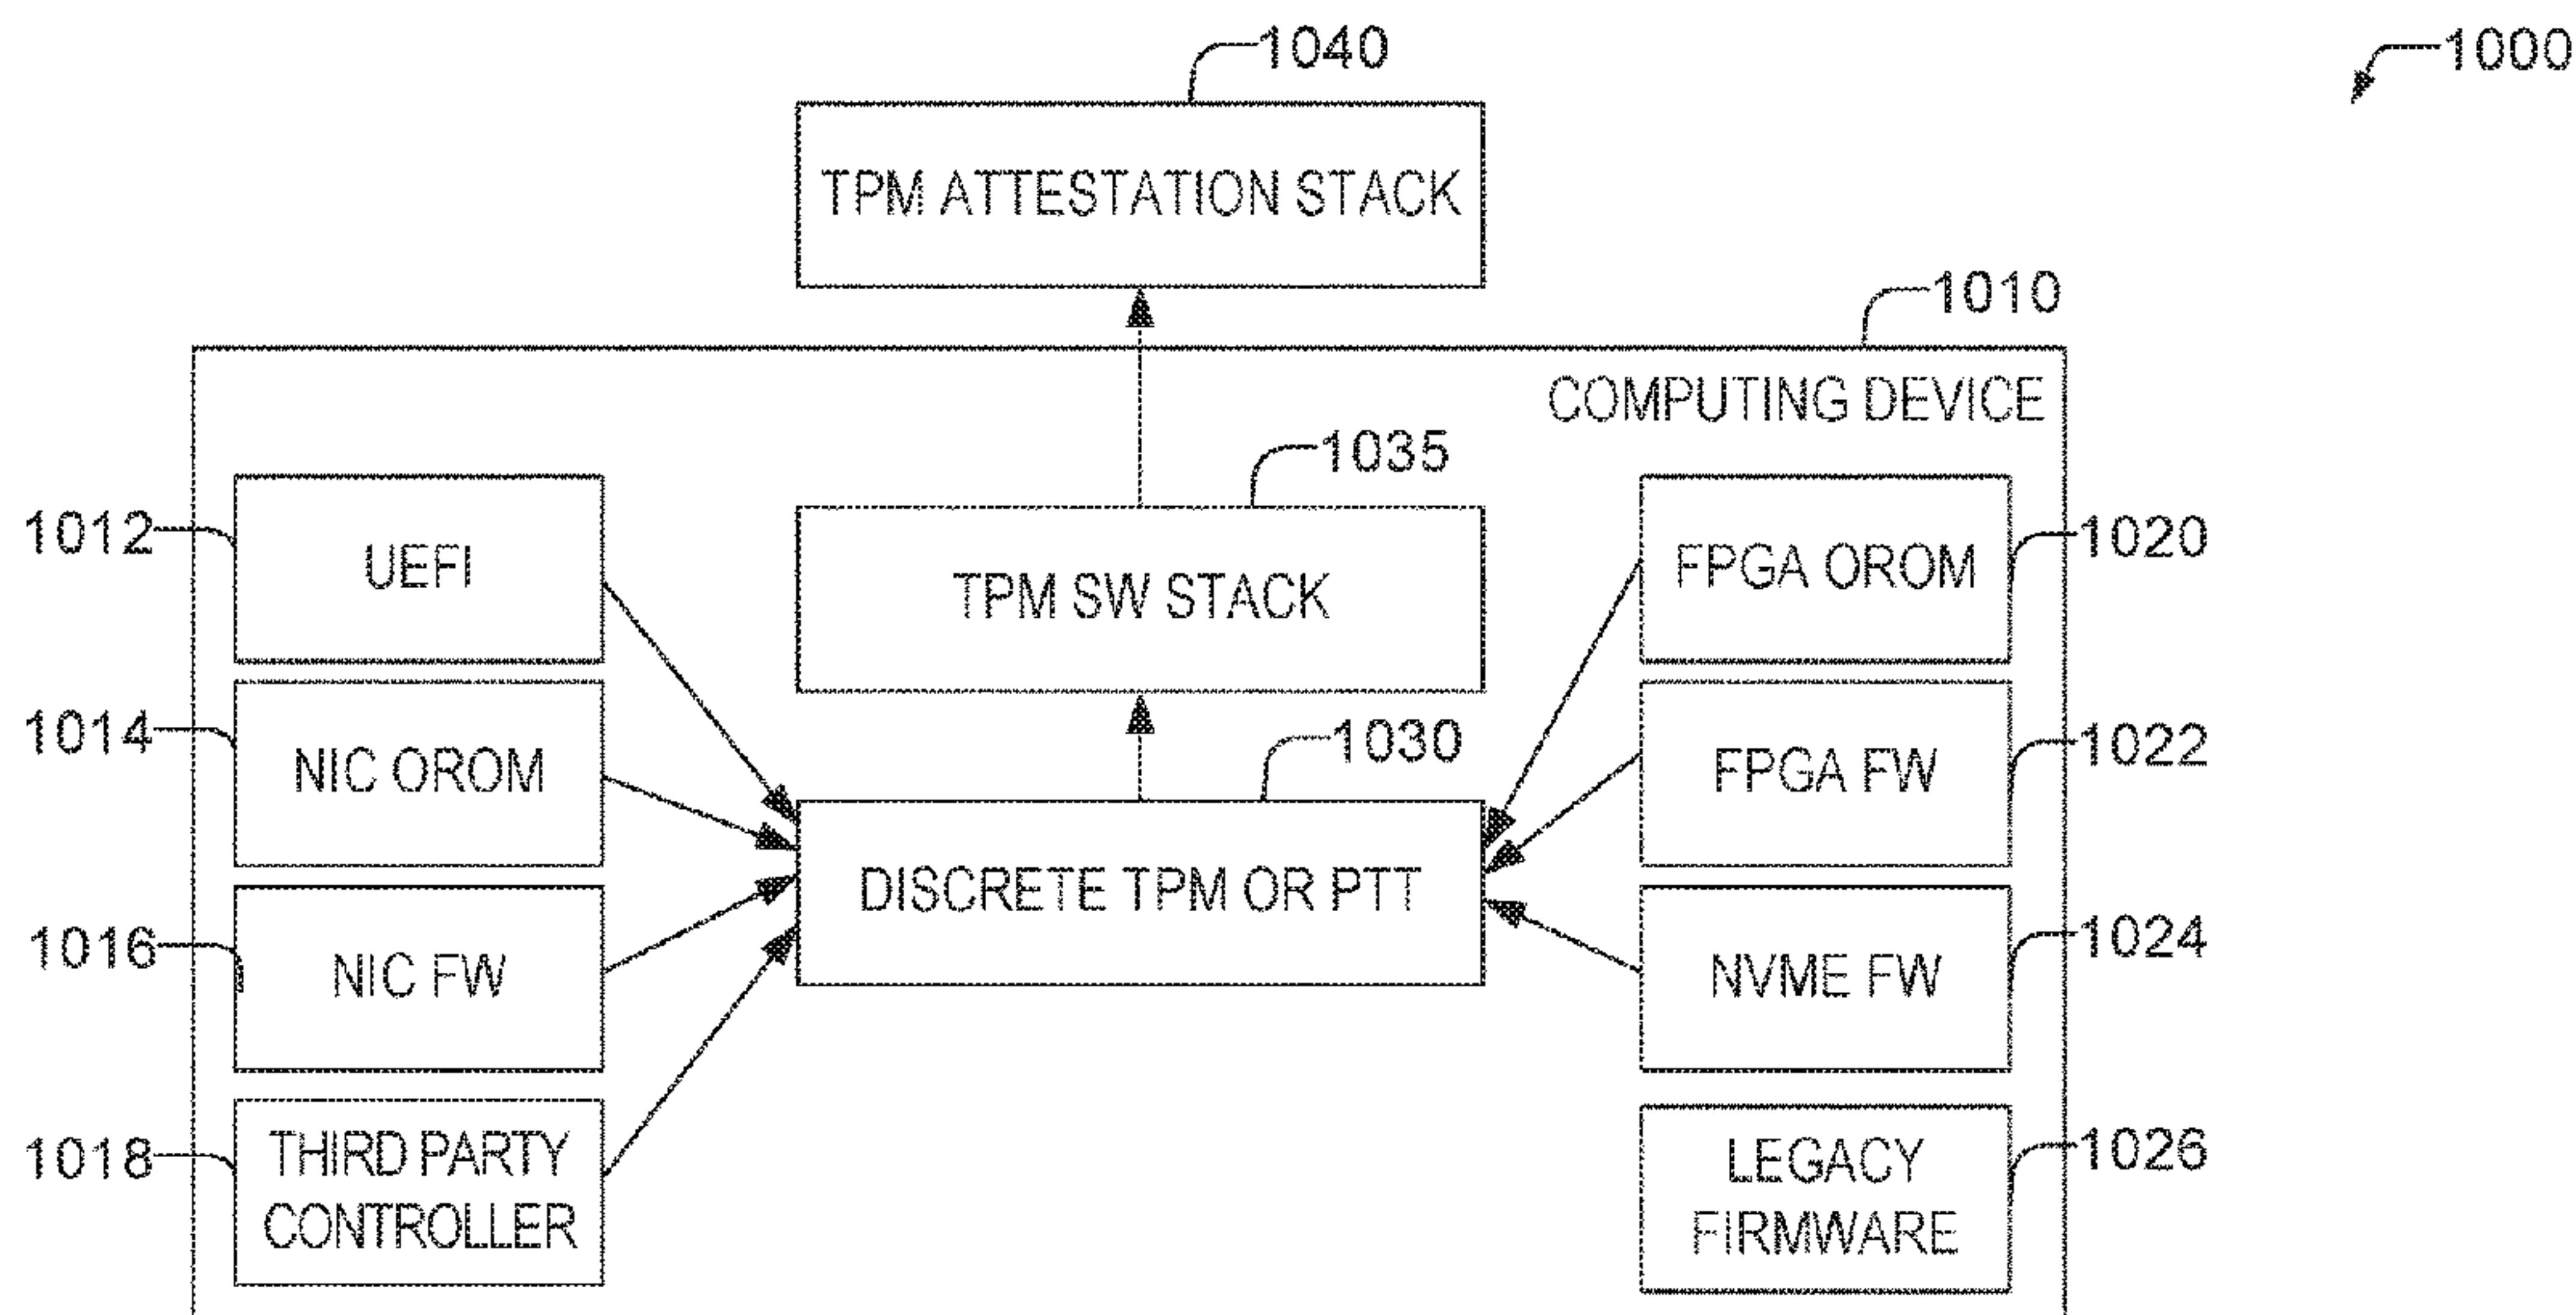 1040
1000
TPM ATTESTATION STACK
1010
COMPUTING DEVICE
1035
1012
UEFI
TPM SW STACK
FPGA OROM
1020
1014
NIC OROM
1030
FPGA FW
1022
1016
NIC FW
DISCRETE TPM OR PTT
NVME FW
1024
1018
THIRD PARTY
CONTROLLER
LEGACY
FIRMWARE
1026